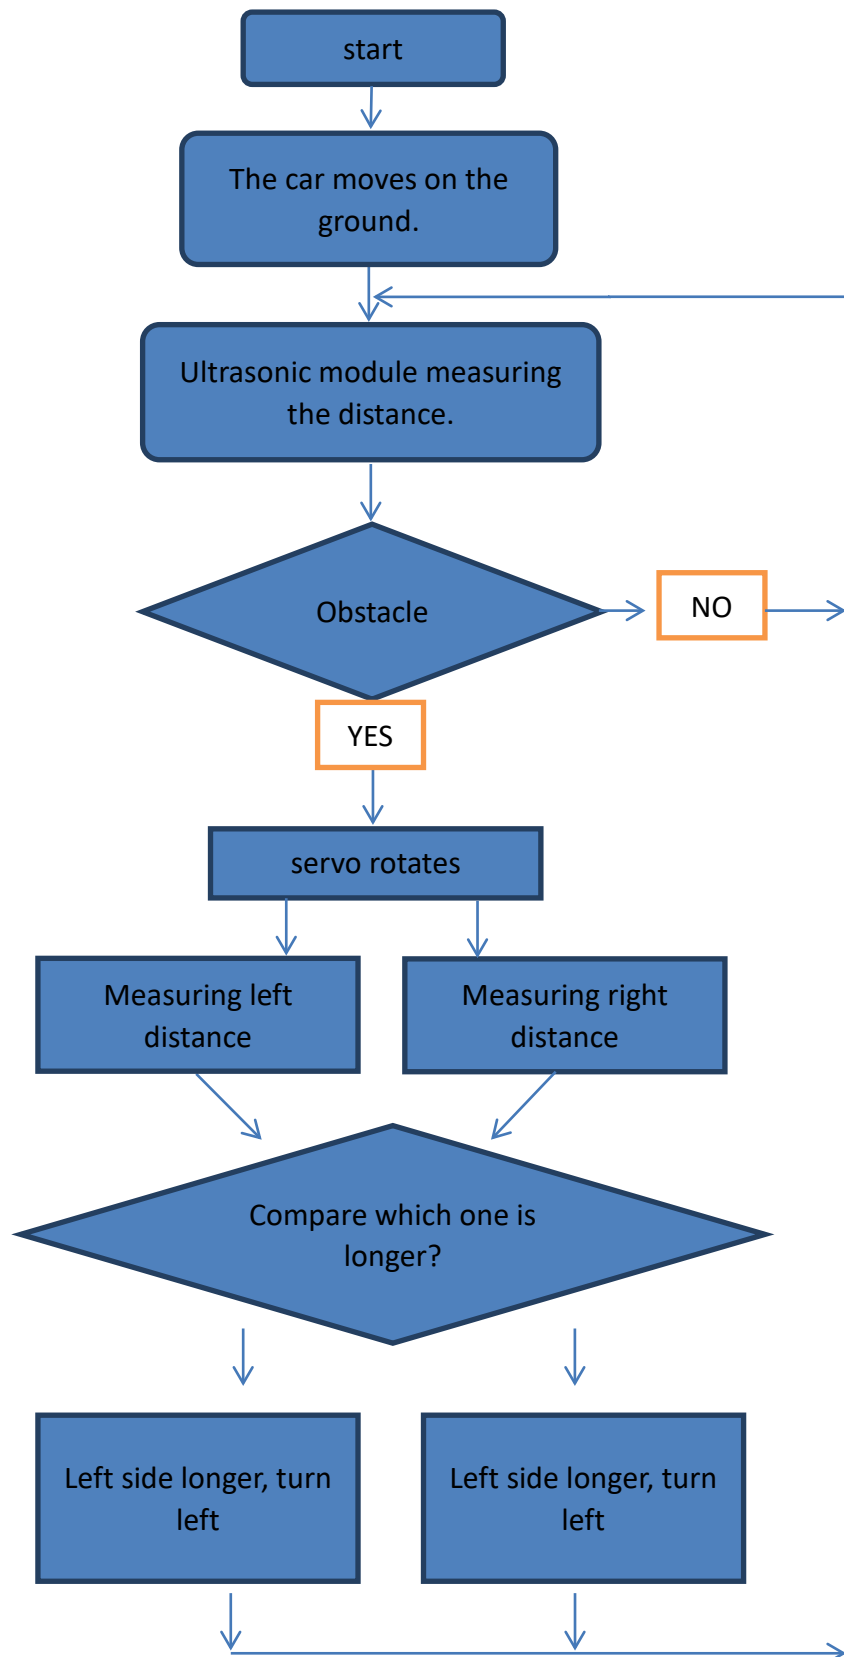 start
The car moves on the
ground.
Ultrasonic module measuring
the distance.
Obstacle
NO
YES
servo rotates
Measuring left
distance
Measuring right
distance
Compare which one is
longer?
Left side longer, turn
left
Left side longer, turn
left